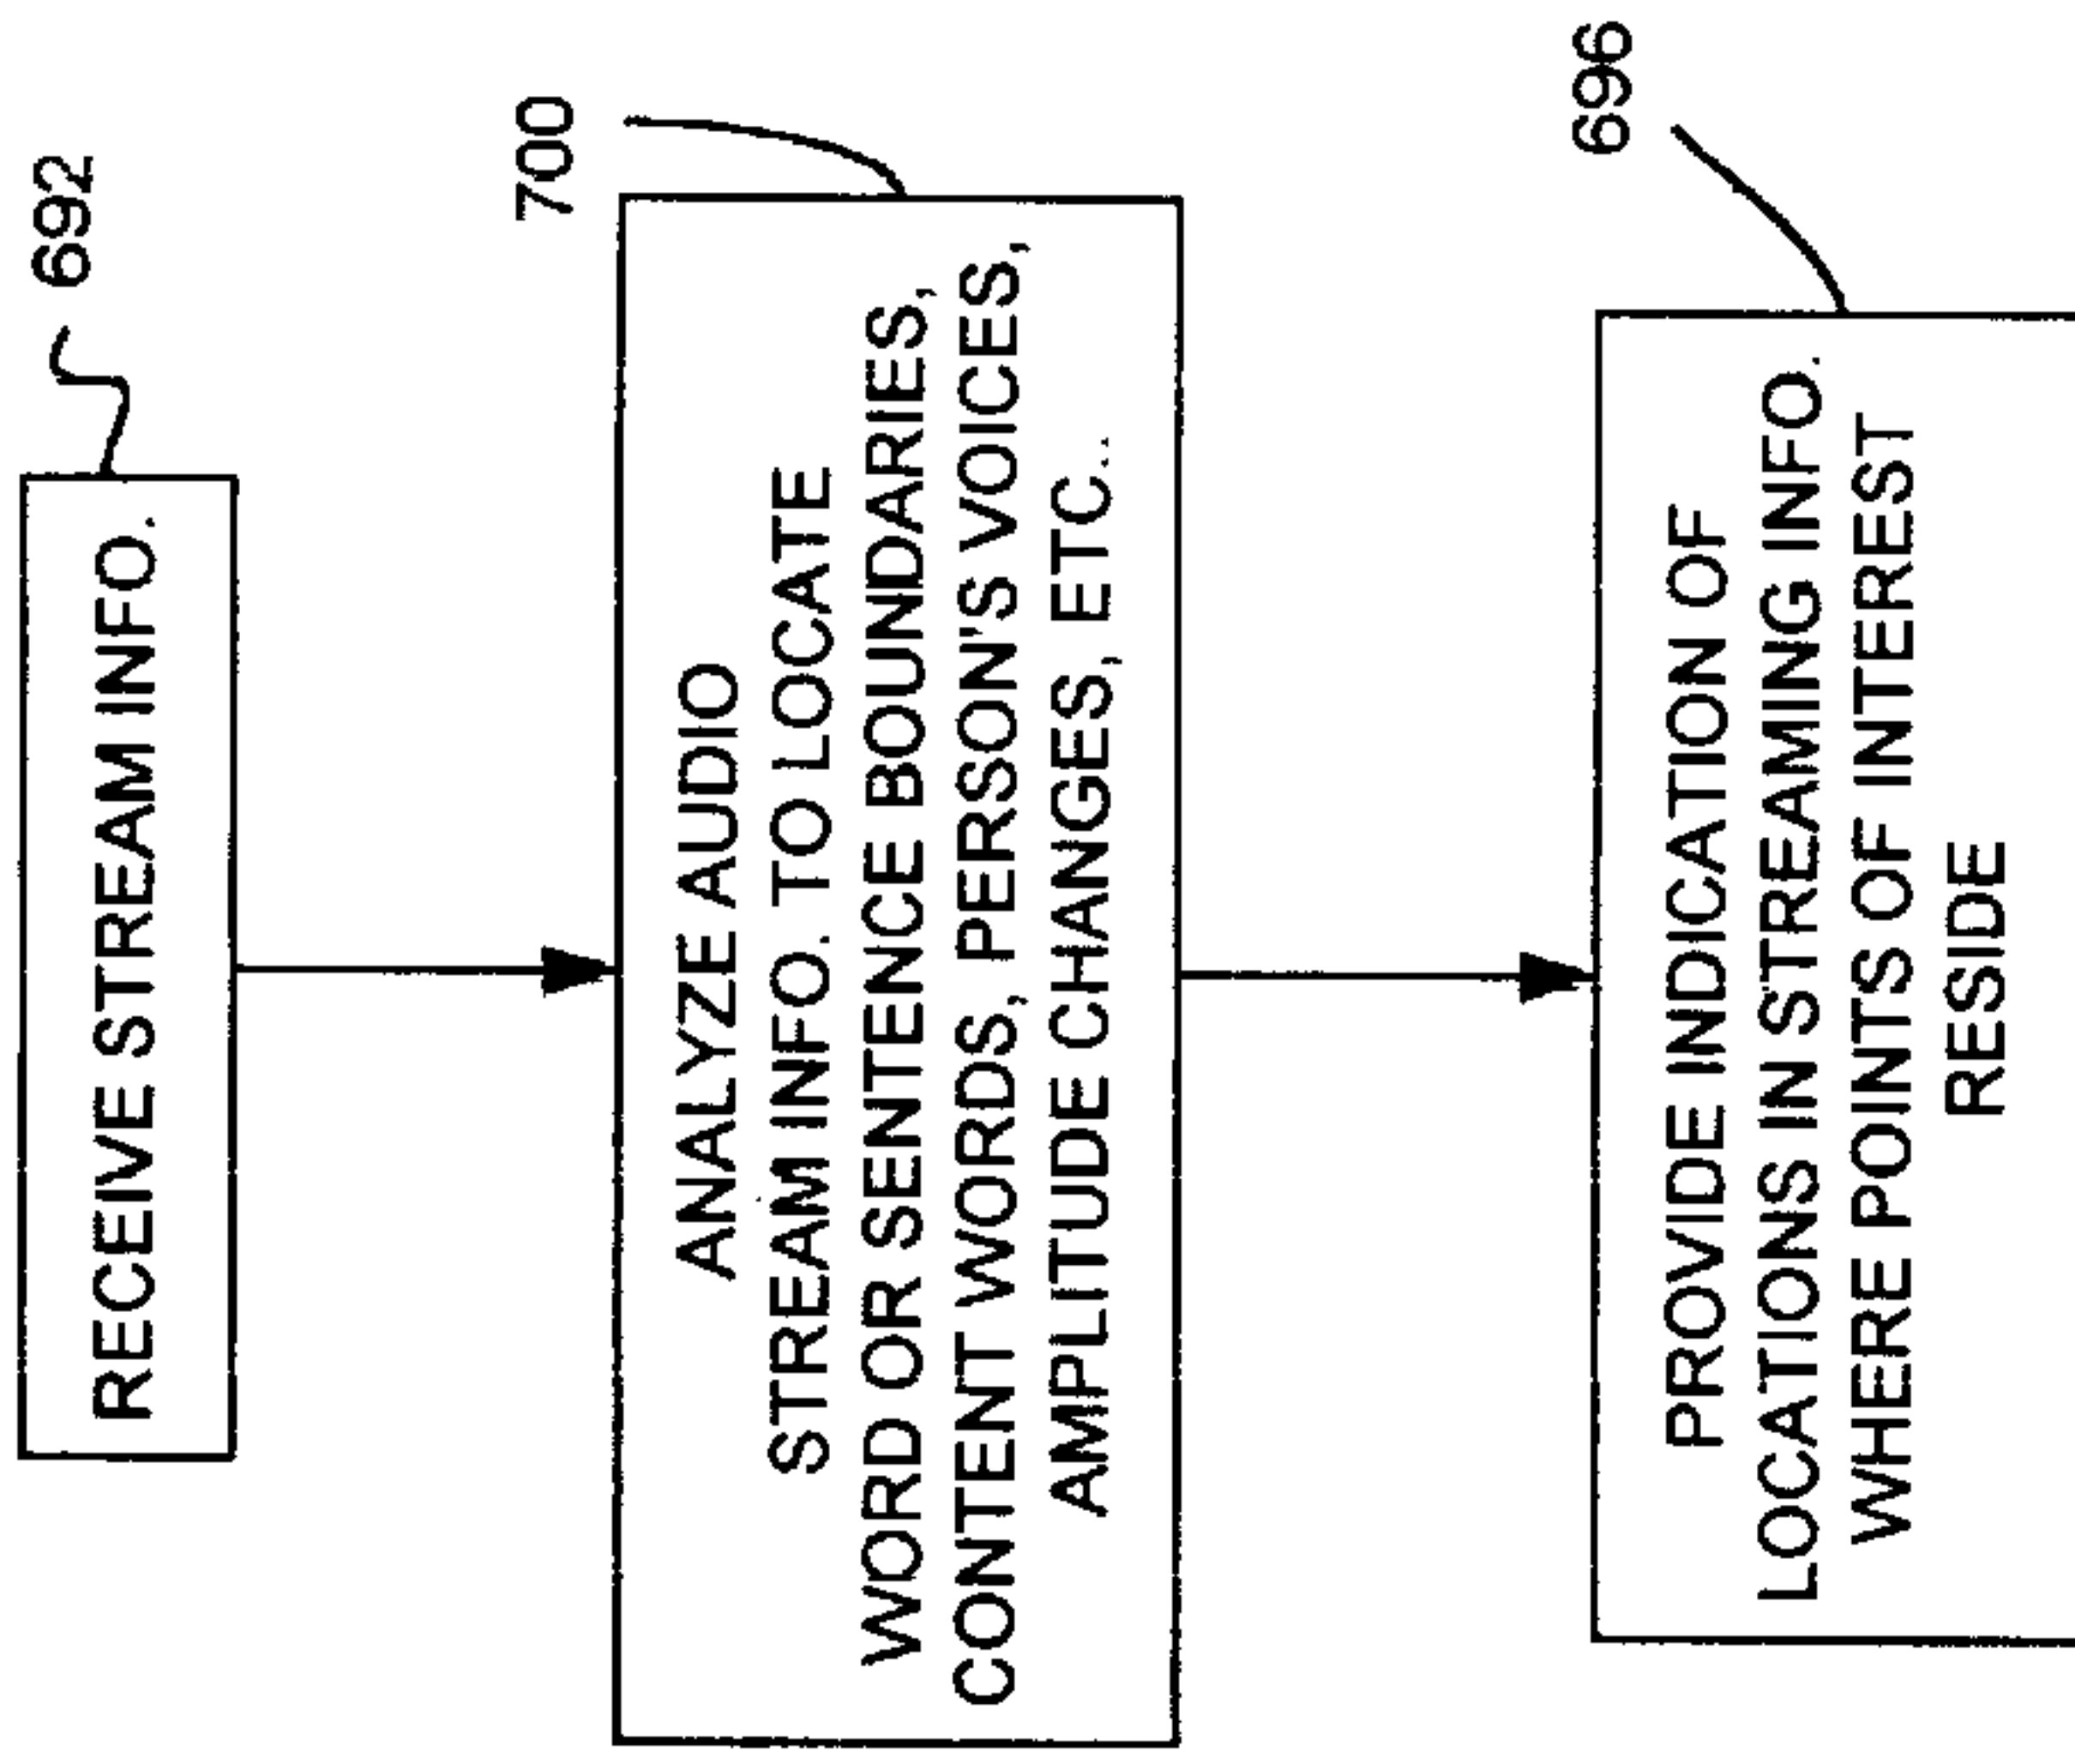 692
RECEIVE STREAM INFO.
700
ANALYZE AUDIO
STREAM INFO. TO LOCATE
WORD OR SENTENCE BOUNDARIES,
CONTENT WORDS, PERSON'S VOICES,
AMPLITUDE CHANGES, ETC..
696
PROVIDE INDICATION OF
LOCATIONS IN STREAMING INFO.
WHERE POINTS OF INTEREST
RESIDE